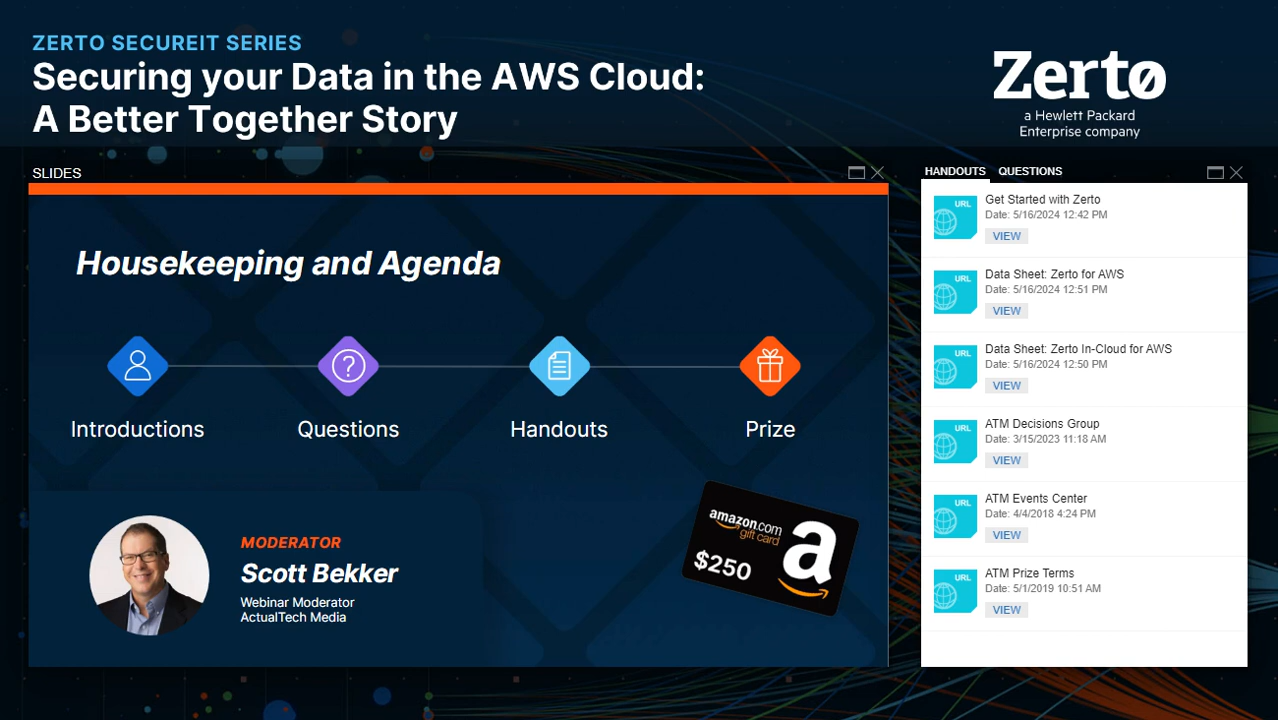 ZERTO SECUREIT SERIES
Securing your Data in the AWS Cloud:
A Better Together Story
Zerto
a Hewlett Packard
Enterprise company
SLIDES
Housekeeping and Agenda
Introductions
Questions
Handouts
Prize
MODERATOR
Scott Bekker
Webinar Moderator
ActualTech Media
amazon.com
gift card
$250
a
HANDOUTS QUESTIONS
URL
Get Started with Zerto
Date: 5/16/2024 12:42 PM
VIEW
URL
Data Sheet: Zerto for AWS
Date: 5/16/2024 12:51 PM
VIEW
URL
Data Sheet: Zerto In-Cloud for AWS
Date: 5/16/2024 12:50 PM
VIEW
URL
ATM Decisions Group
Date: 3/15/2023 11:18 AM
VIEW
URL
ATM Events Center
Date: 4/4/2018 4:24 PM
VIEW
URL
ATM Prize Terms
Date: 5/1/2019 10:51 AM
VIEW